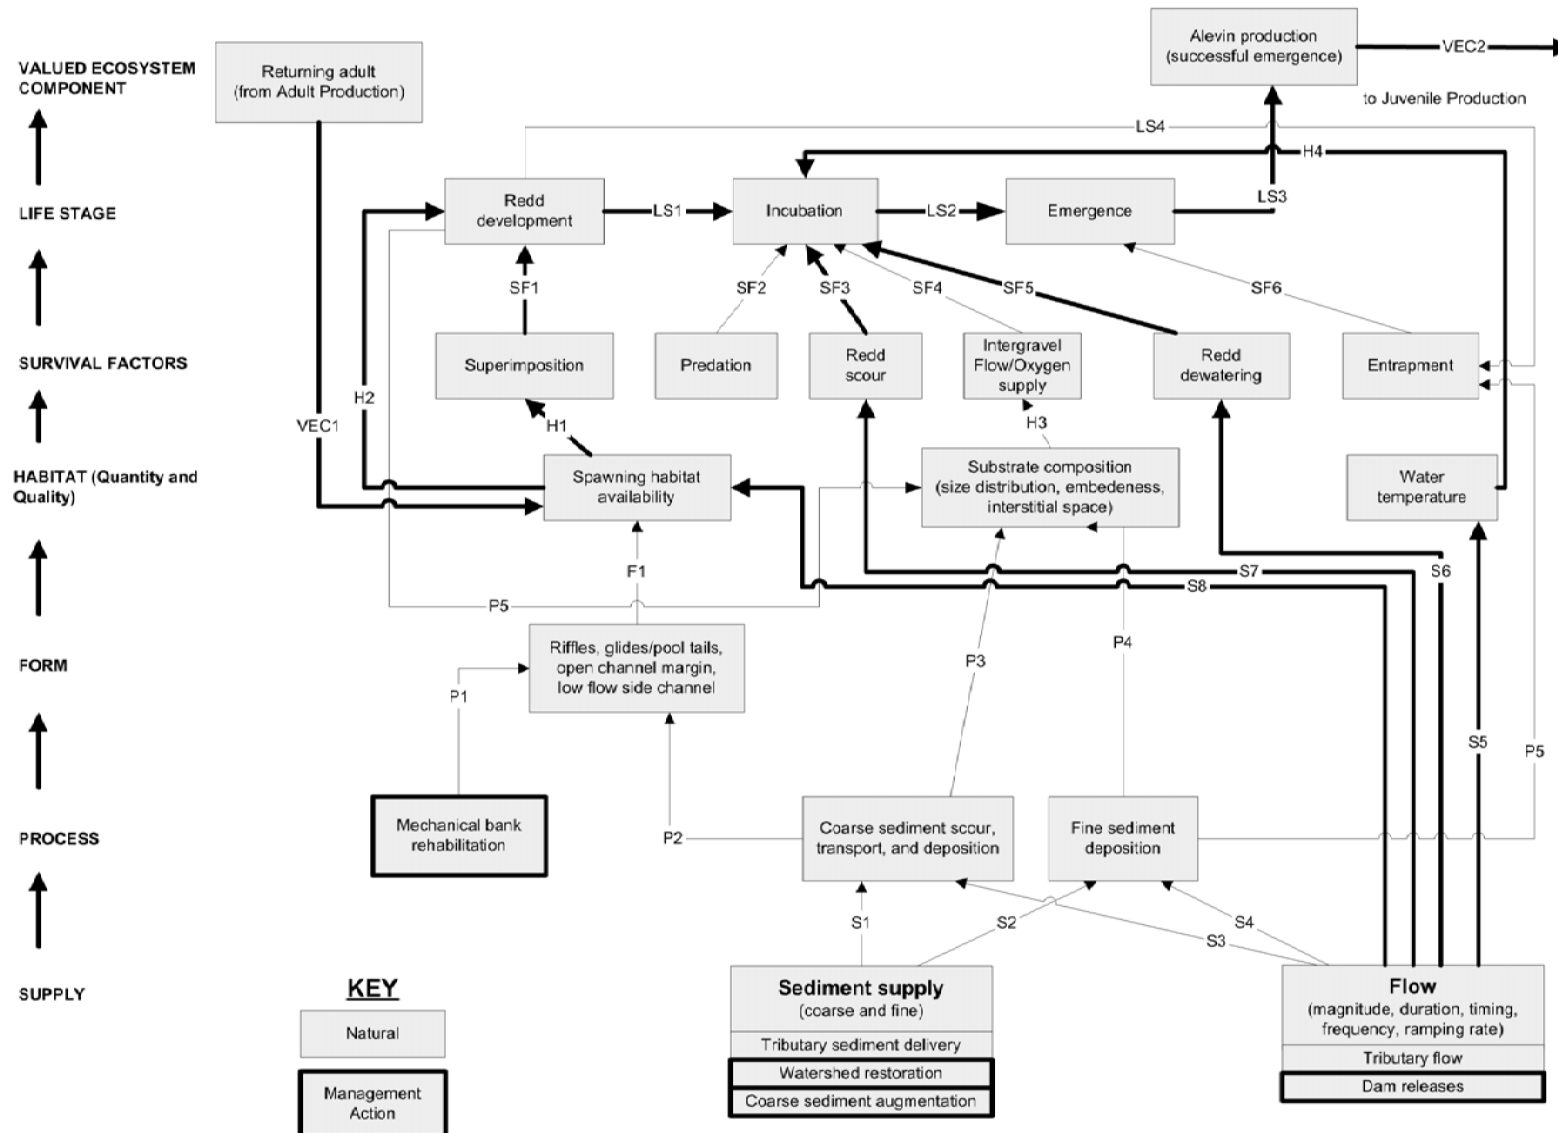 Alevin production
(successful emergence)
VEC2
to Juvenile Production
VALUED ECOSYSTEM
COMPONENT
Returning adult
(from Adult Production)
LS4
H4
LIFE STAGE
Redd
development
LS1
Incubation
LS2
Emergence
LS3
SF1
SF2
SF3
SF4
SF5
SF6
SURVIVAL FACTORS
Superimposition
Predation
Redd
scour
Intergravel
Flow/Oxygen
supply
Redd
dewatering
Entrapment
H2
VEC1
H1
H3
HABITAT (Quantity and
Quality)
Spawning habitat
availability
Substrate composition
(size distribution, embedeness,
interstitial space)
Water
temperature
F1
S7
S6
S8
P5
FORM
Riffles, glides/pool tails,
open channel margin,
low flow side channel
P1
P3
P4
S5
P5
PROCESS
Mechanical bank
rehabilitation
P2
Coarse sediment scour,
transport, and deposition
Fine sediment
deposition
S1
S2
S3
S4
SUPPLY
KEY
Natural
Management
Action
Sediment supply
(coarse and fine)
Tributary sediment delivery
Watershed restoration
Coarse sediment augmentation
Flow
(magnitude, duration, timing,
frequency, ramping rate)
Tributary flow
Dam releases